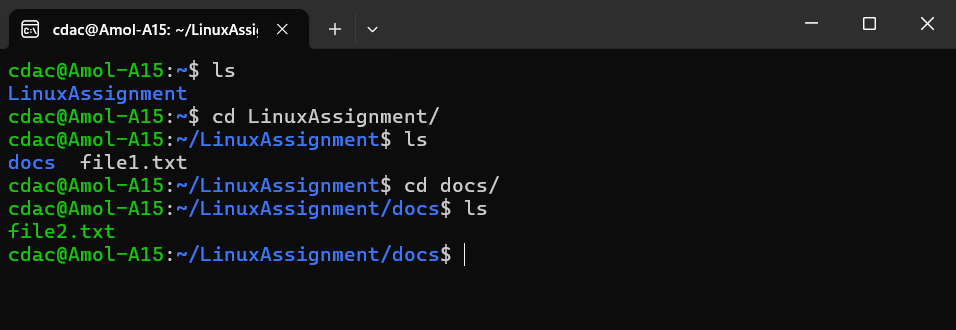 cdac@Amol-A15: ~/LinuxAssi
cdac@Amol-A15:~$ ls
LinuxAssignment
cdac@Amol-A15:~$ cd LinuxAssignment/
cdac@Amol-A15:~/LinuxAssignment$ ls
docs  file1.txt
cdac@Amol-A15:~/LinuxAssignment$ cd docs/
cdac@Amol-A15:~/LinuxAssignment/docs$ ls
file2.txt
cdac@Amol-A15:~/LinuxAssignment/docs$